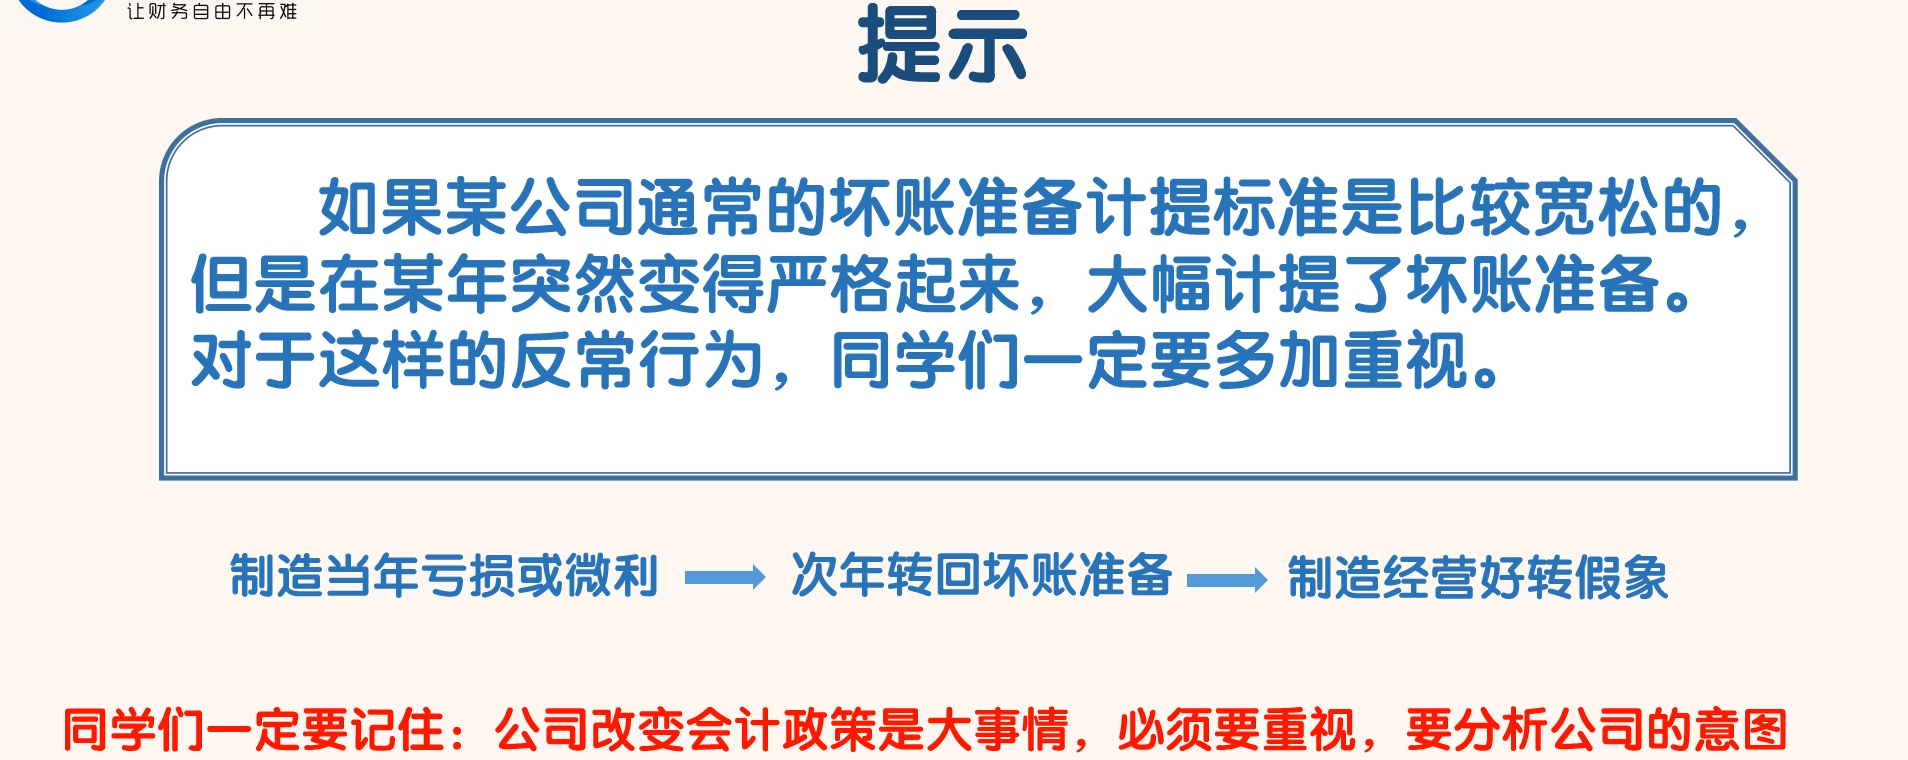 让财务自由不再难
提示
如果某公司通常的坏账准备计提标准是比较宽松的，
但是在某年突然变得严格起来，大幅计提了坏账准备。
对于这样的反常行为，同学们一定要多加重视。
制造当年亏损或微利 次年转回坏账准备 制造经营好转假象
同学们一定要记住：公司改变会计政策是大事情，必须要重视，要分析公司的意图